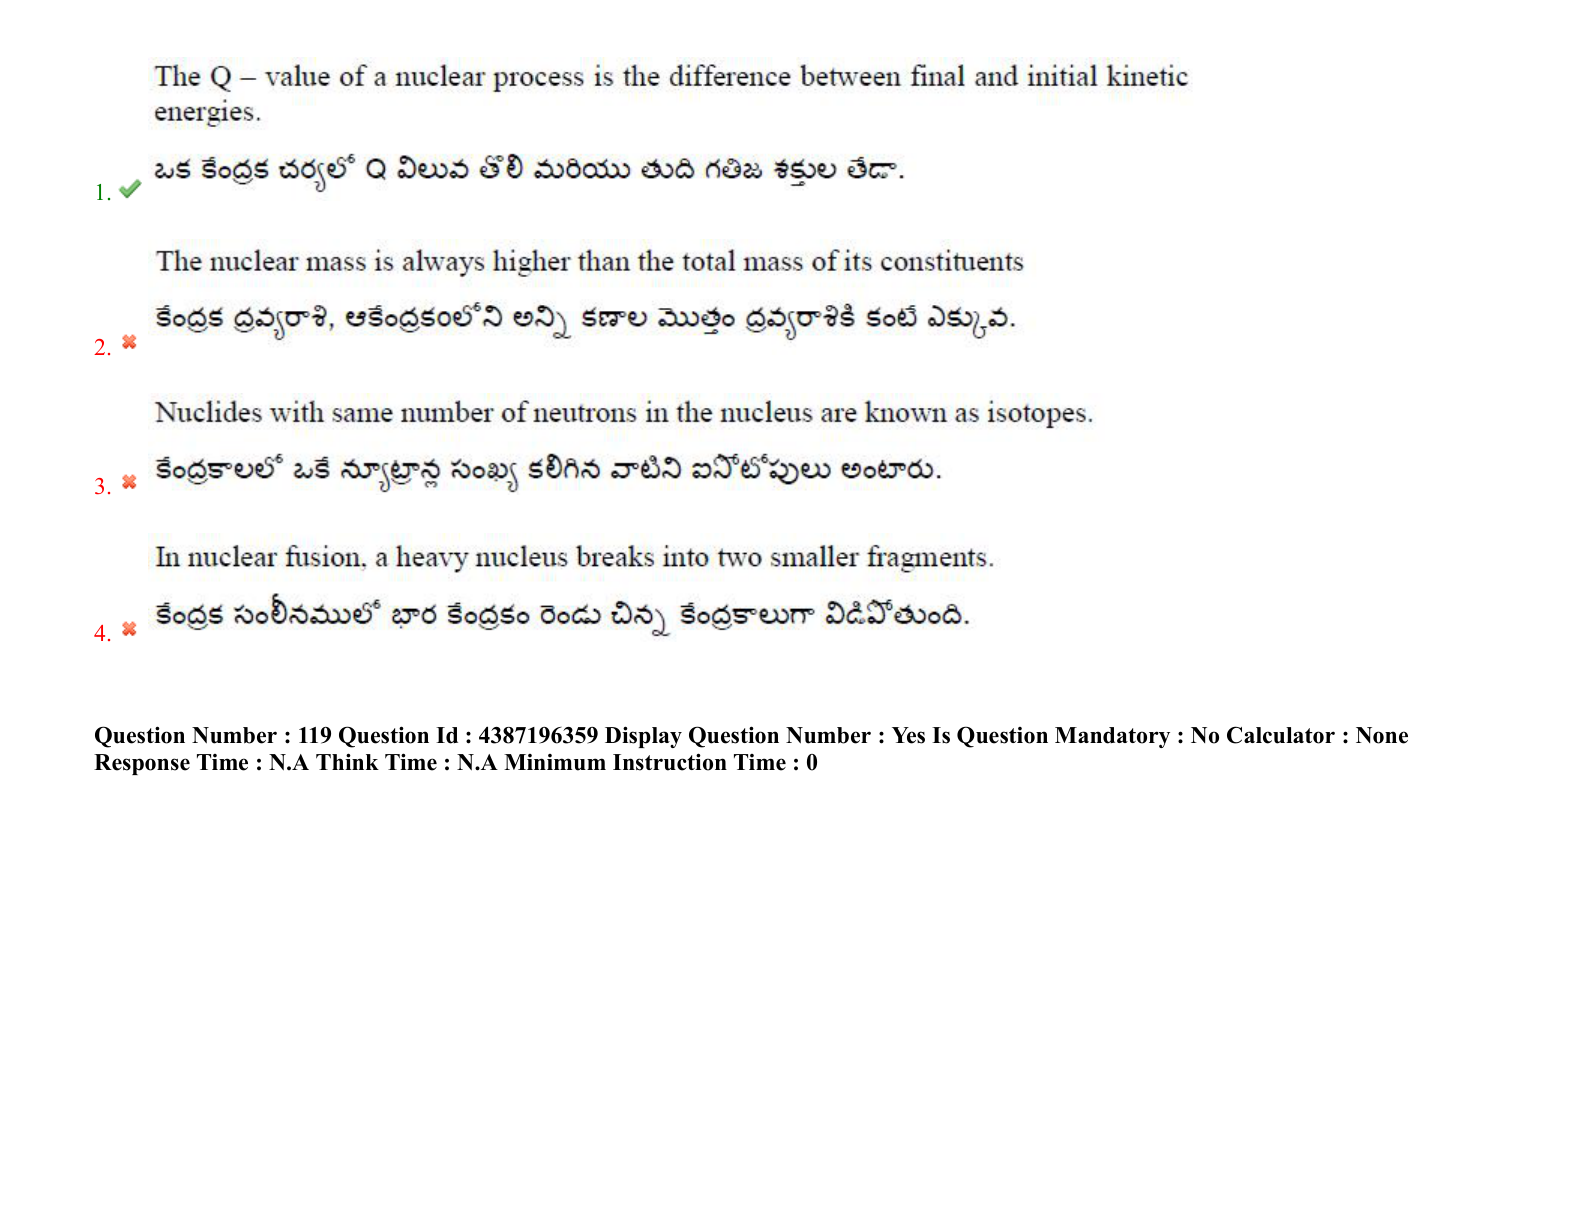 The Q – value of a nuclear process is the difference between final and initial kinetic
energies.
ఒక కేంద్రక చర్యలో Q విలువ తొలి మరియు తుది గతిజ శక్తుల తేడా.
1.
The nuclear mass is always higher than the total mass of its constituents
కేంద్రక ద్రవ్యరాశి, ఆకేంద్రకంలోని అన్ని కణాల మొత్తం ద్రవ్యరాశికి కంటే ఎక్కువ.
2.
Nuclides with same number of neutrons in the nucleus are known as isotopes.
కేంద్రకాలలో ఒకే న్యూట్రాన్ల సంఖ్య కలిగిన వాటిని ఐసోటోపులు అంటారు.
3.
In nuclear fusion, a heavy nucleus breaks into two smaller fragments.
కేంద్రక సంలీనములో భార కేంద్రకం రెండు చిన్న కేంద్రకాలుగా విడిపోతుంది.
4.
Question Number : 119 Question Id : 4387196359 Display Question Number : Yes Is Question Mandatory : No Calculator : None
Response Time : N.A Think Time : N.A Minimum Instruction Time : 0